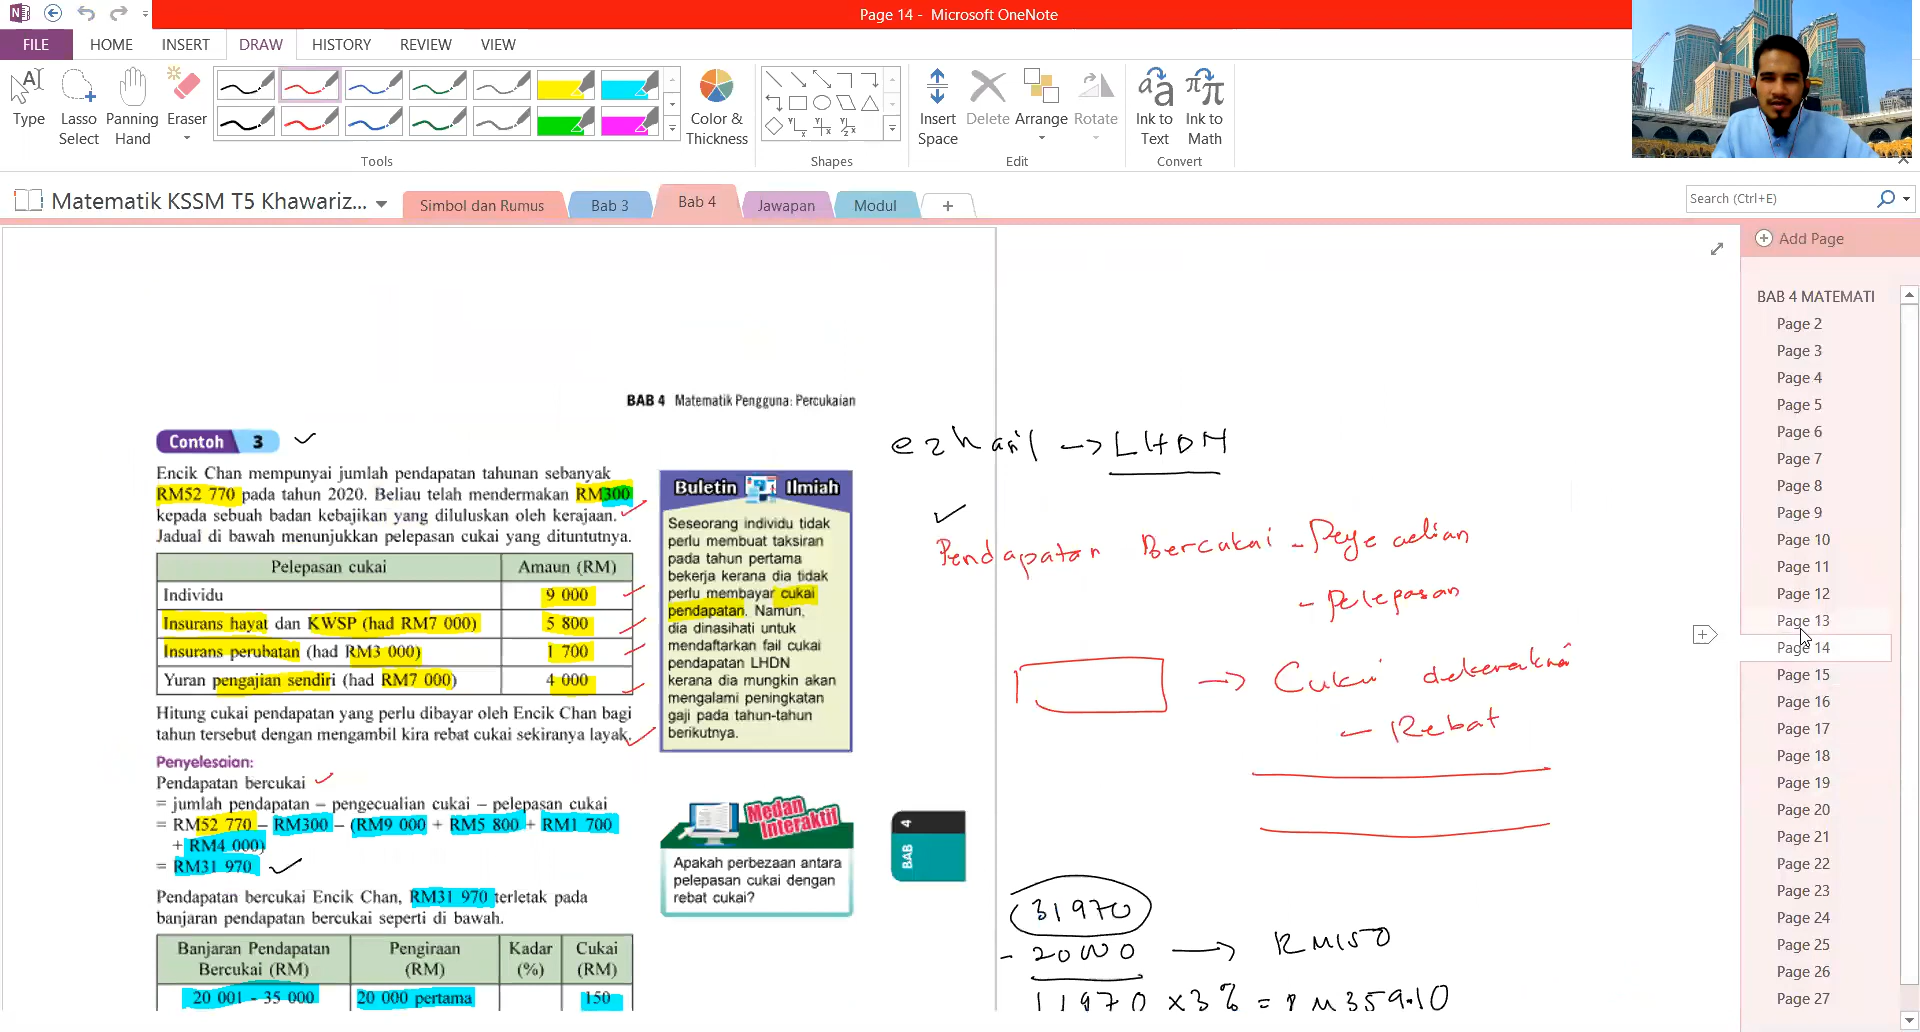 Page 14 - Microsoft OneNote
FILE HOME INSERT DRAW HISTORY REVIEW VIEW
Type
Lasso Select
Panning Hand
Eraser
Color & Thickness
Insert Space
Delete
Arrange
Rotate
Ink to Text
Ink to Math
Tools
Shapes
Edit
Convert
Matematik KSSM T5 Khawariz...
Simbol dan Rumus
Bab 3
Bab 4
Jawapan
Modul
Search (Ctrl+E)
BAB 4 Matematik Pengguna: Percukaian
Contoh 3
Encik Chan mempunyai jumlah pendapatan tahunan sebanyak
RM52 770 pada tahun 2020. Beliau telah mendermakan RM300
kepada sebuah badan kebajikan yang diluluskan oleh kerajaan.
Jadual di bawah menunjukkan pelepasan cukai yang dituntutnya.
Pelepasan cukai Amaun (RM)
Individu 9 000
Insurans hayat dan KWSP (had RM7 000) 5 800
Insurans perubatan (had RM3 000) 1 700
Yuran pengajian sendiri (had RM7 000) 4 000
Hitung cukai pendapatan yang perlu dibayar oleh Encik Chan bagi
tahun tersebut dengan mengambil kira rebat cukai sekiranya layak.
Penyelesaian:
Pendapatan bercukai
= jumlah pendapatan – pengecualian cukai – pelepasan cukai
= RM52 770 – RM300 – (RM9 000 + RM5 800 + RM1 700
+ RM4 000)
= RM31 970
Pendapatan bercukai Encik Chan, RM31 970 terletak pada
banjaran pendapatan bercukai seperti di bawah.
Banjaran Pendapatan Bercukai (RM)
Pengiraan (RM)
Kadar (%)
Cukai (RM)
20 001 - 35 000 20 000 pertama 150
Buletin Ilmiah
Seseorang individu tidak
perlu membuat taksiran
pada tahun pertama
bekerja kerana dia tidak
perlu membayar cukai
pendapatan. Namun,
dia dinasihati untuk
mendaftarkan fail cukai
pendapatan LHDN
kerana dia mungkin akan
mengalami peningkatan
gaji pada tahun-tahun
berikutnya.
Medan Interaktif
Apakah perbezaan antara
pelepasan cukai dengan
rebat cukai?
BAB 4
ezhasil → LHDN
Pendapatan Bercukai -
- Pelepasan
→ Cukai
- Rebat
31970
- 20000 → RM150
11970 x3% = RM359.10
Add Page
BAB 4 MATEMATI
Page 2
Page 3
Page 4
Page 5
Page 6
Page 7
Page 8
Page 9
Page 10
Page 11
Page 12
Page 13
Page 14
Page 15
Page 16
Page 17
Page 18
Page 19
Page 20
Page 21
Page 22
Page 23
Page 24
Page 25
Page 26
Page 27